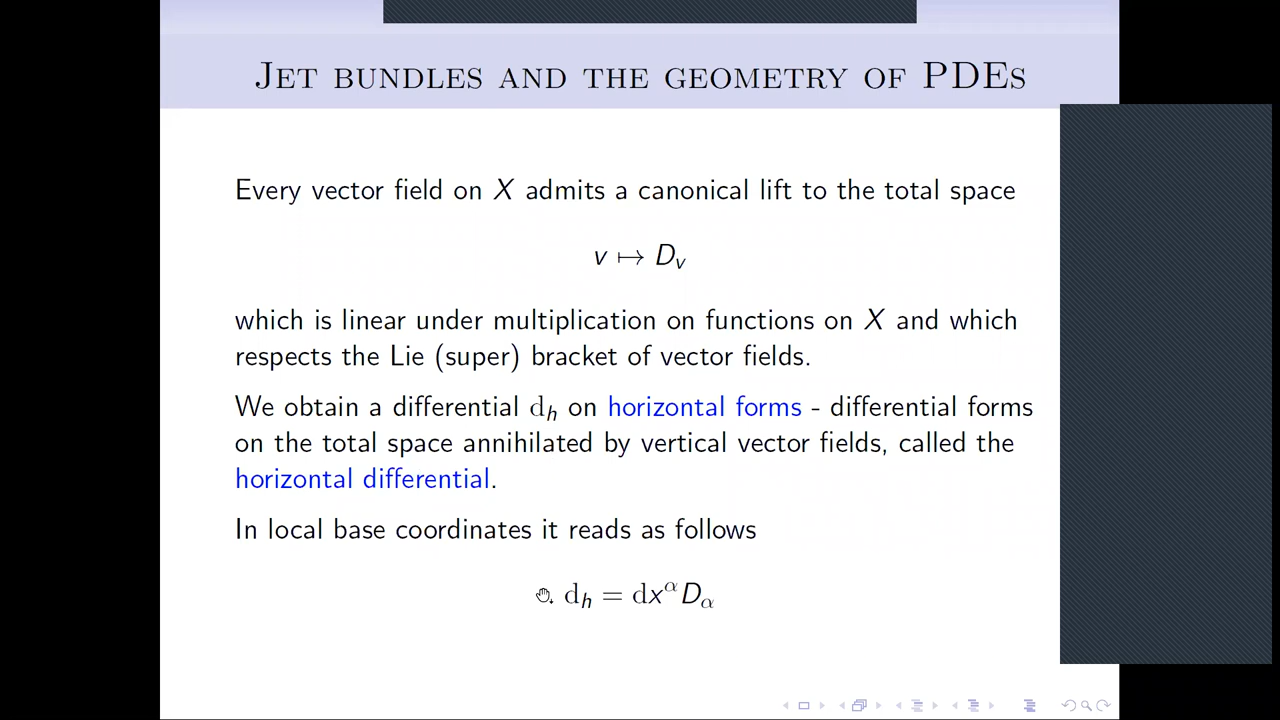 Jet bundles and the geometry of PDEs
Every vector field on X admits a canonical lift to the total space
v ↦ D_v
which is linear under multiplication on functions on X and which
respects the Lie (super) bracket of vector fields.
We obtain a differential d_h on horizontal forms - differential forms
on the total space annihilated by vertical vector fields, called the
horizontal differential.
In local base coordinates it reads as follows
d_h = dx^α D_α